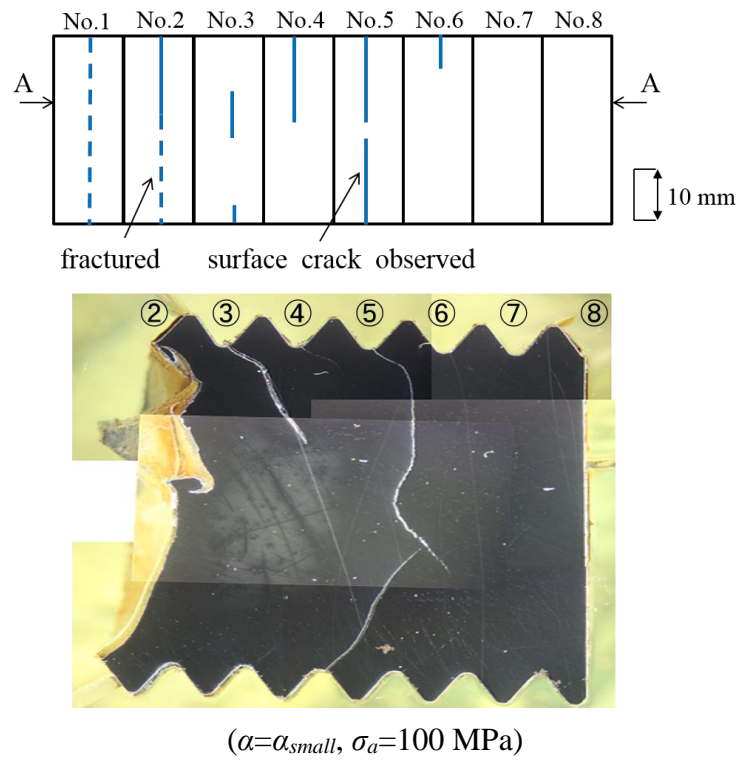 No.1 No.2 No.3 No.4 No.5 No.6 No.7 No.8
A A
10 mm
fractured surface crack observed
② ③ ④ ⑤ ⑥ ⑦ ⑧
(α=αsmall, σa=100 MPa)